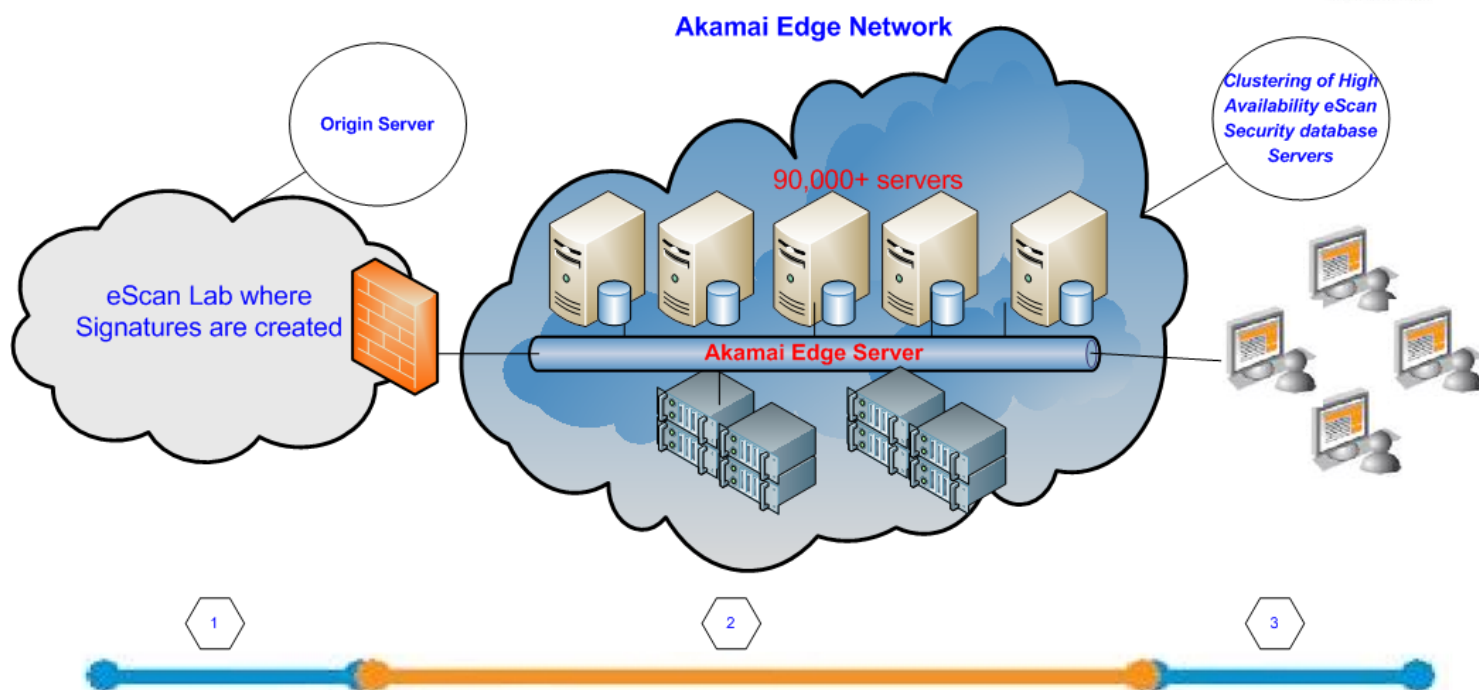 Akamai Edge Network
Origin Server
Clustering of High
Availability eScan
Security database
Servers
90,000+ servers
eScan Lab where
Signatures are created
Akamai Edge Server
1
2
3